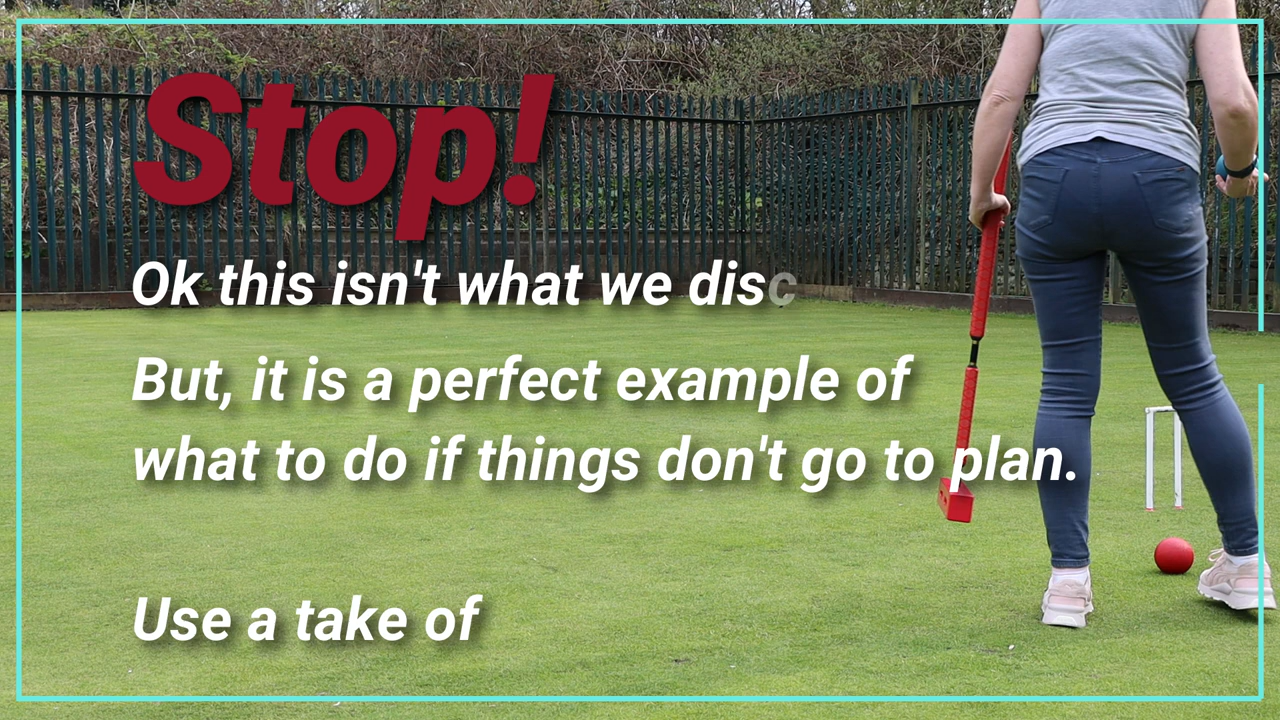 Stop!
Ok this isn't what we disc
But, it is a perfect example of
what to do if things don't go to plan.
Use a take of